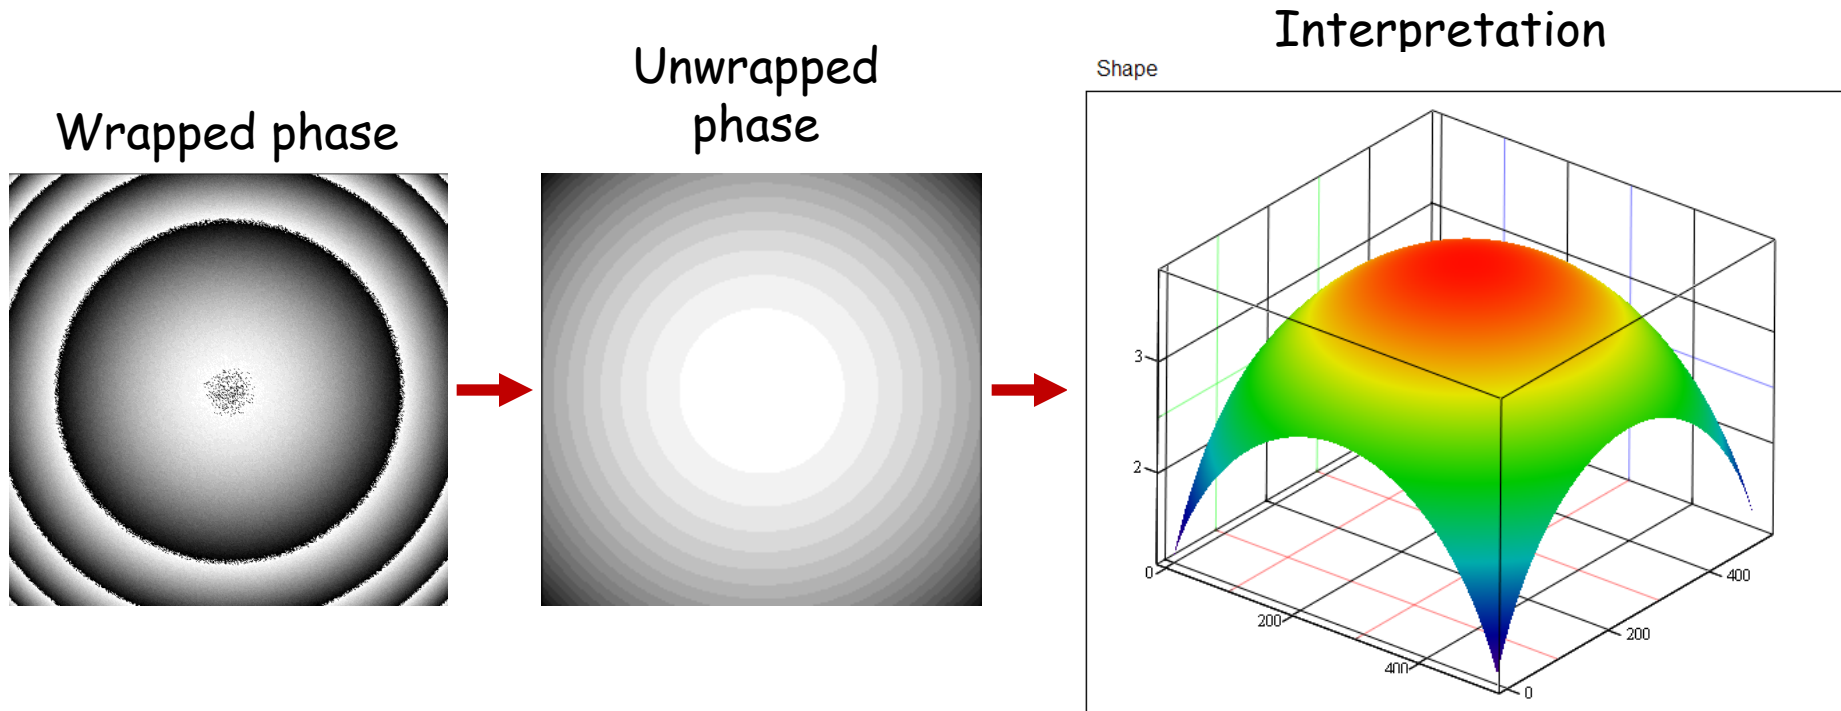 Wrapped phase
Unwrapped
phase
Interpretation
Shape
3
2
0
200
400
0
200
400